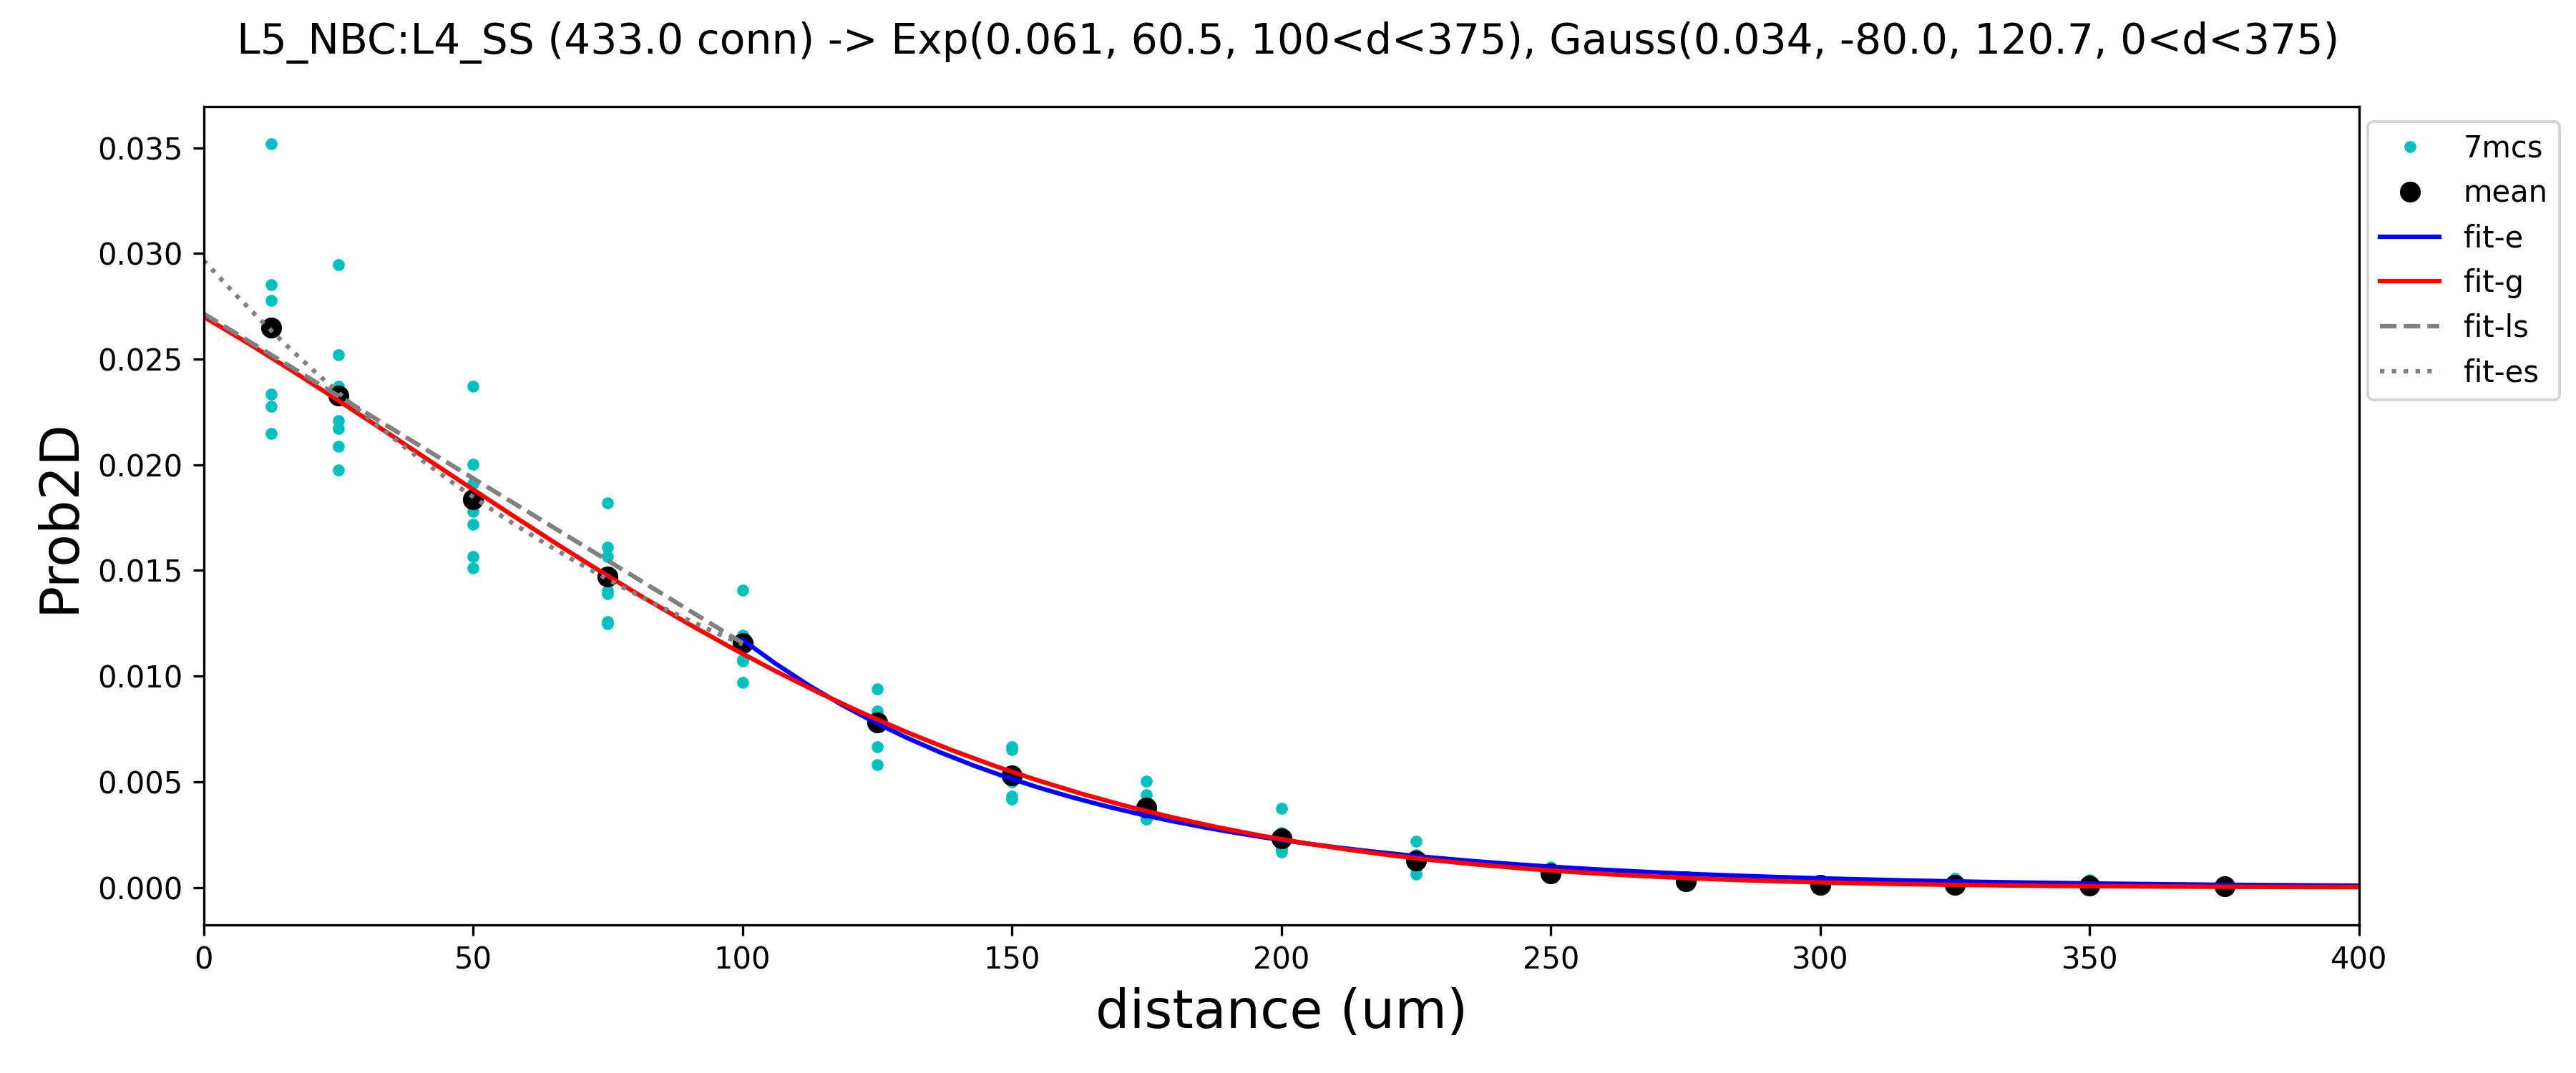 L5_NBC:L4_SS (433.0 conn) -> Exp(0.061, 60.5, 100<d<375), Gauss(0.034, -80.0, 120.7, 0<d<375)
0.035
0.030
0.025
0.020
0.015
0.010
0.005
0.000
Prob2D
0 50 100 150 200 250 300 350 400
distance (um)
7mcs
mean
fit-e
fit-g
fit-ls
fit-es